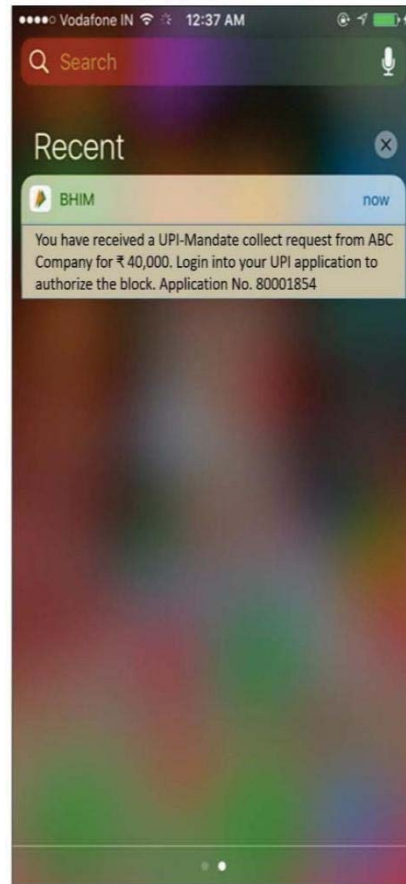 Vodafone IN 12:37 AM
Search
Recent
BHIM now
You have received a UPI-Mandate collect request from ABC
Company for ₹ 40,000. Login into your UPI application to
authorize the block. Application No. 80001854